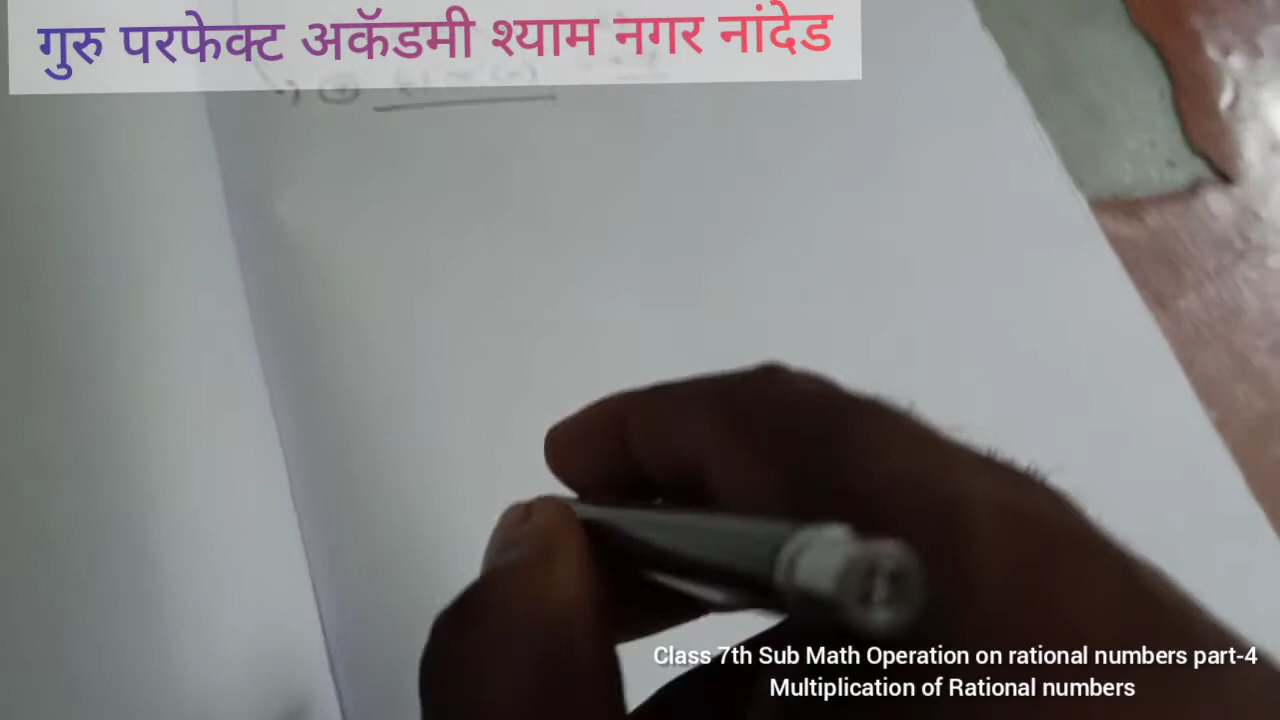 गुरु परफेक्ट अकॅडमी श्याम नगर नांदेड
Class 7th Sub Math Operation on rational numbers part-4
Multiplication of Rational numbers